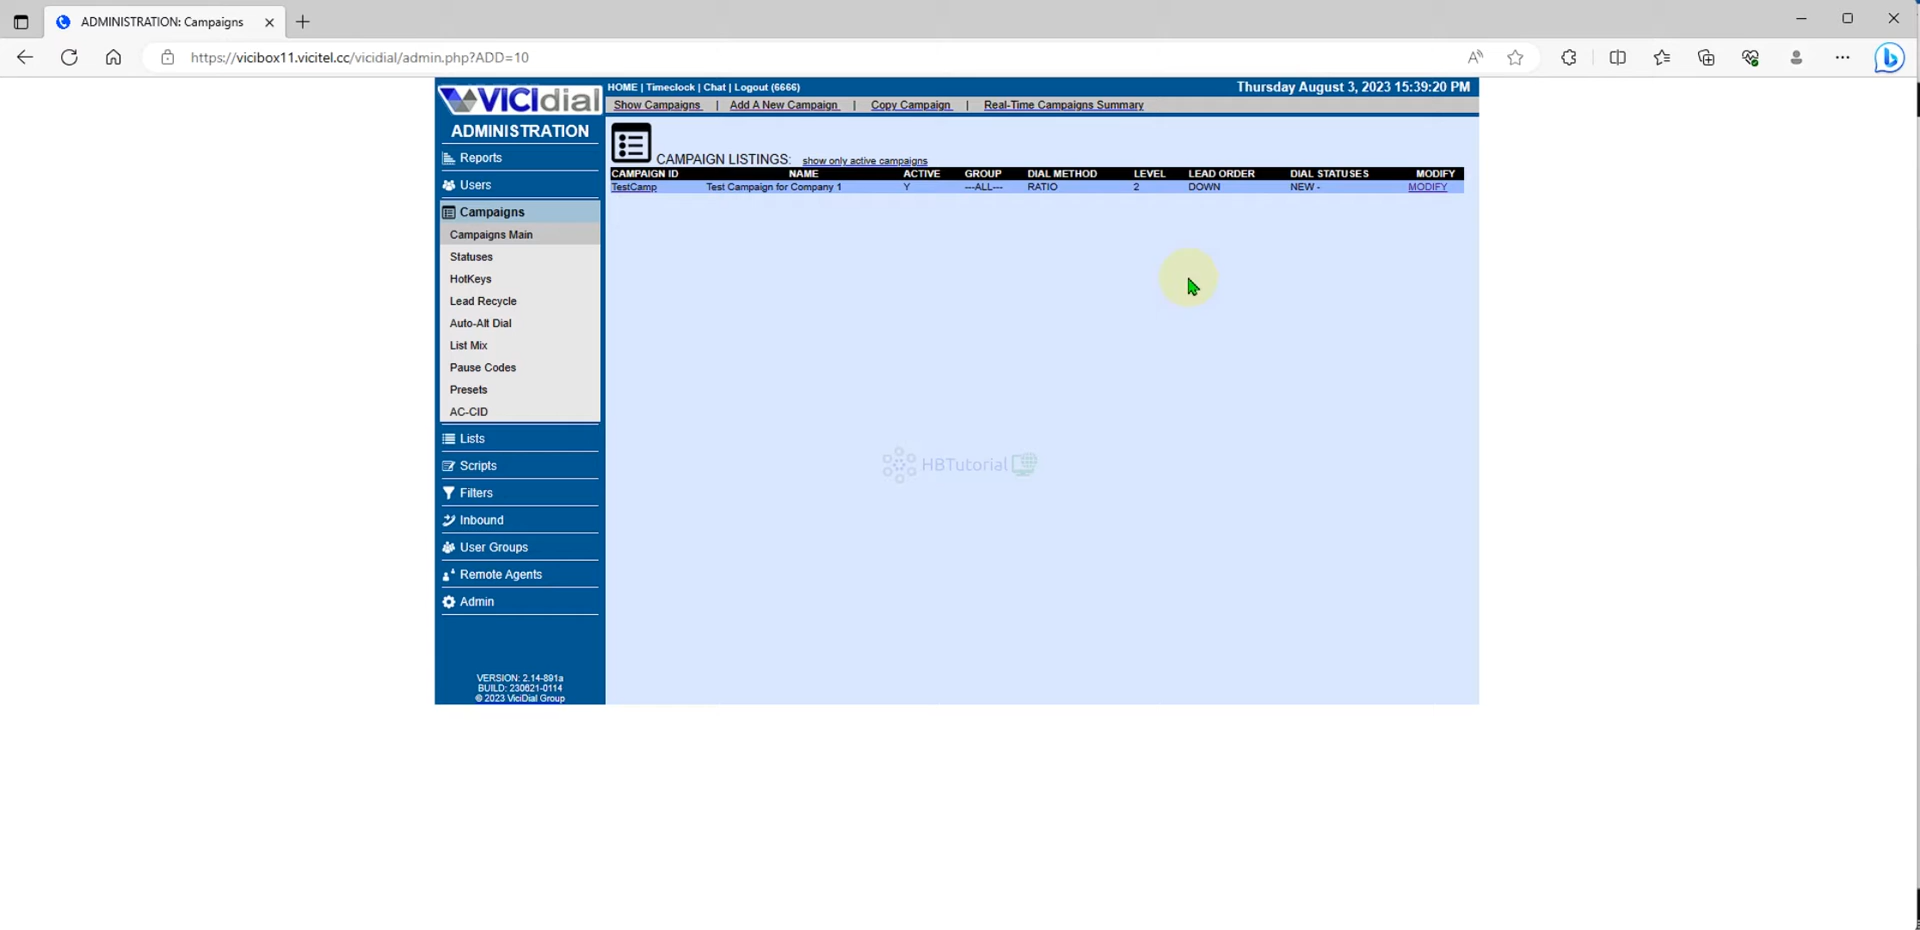 ADMINISTRATION: Campaigns
https://vicibox11.vicitel.cc/vicidial/admin.php?ADD=10
VICIdial
HOME | Timeclock | Chat | Logout (6666)
Thursday August 3, 2023 15:39:20 PM
Show Campaigns | Add A New Campaign | Copy Campaign | Real-Time Campaigns Summary
ADMINISTRATION
Reports
Users
Campaigns
Campaigns Main
Statuses
HotKeys
Lead Recycle
Auto-Alt Dial
List Mix
Pause Codes
Presets
AC-CID
Lists
Scripts
Filters
Inbound
User Groups
Remote Agents
Admin
VERSION: 2.14-891a
BUILD: 230621-0114
© 2023 ViciDial Group
CAMPAIGN LISTINGS: show only active campaigns
CAMPAIGN ID NAME ACTIVE GROUP DIAL METHOD LEVEL LEAD ORDER DIAL STATUSES MODIFY
TestCamp Test Campaign for Company 1 Y ---ALL--- RATIO 2 DOWN NEW - MODIFY
HBTutorial